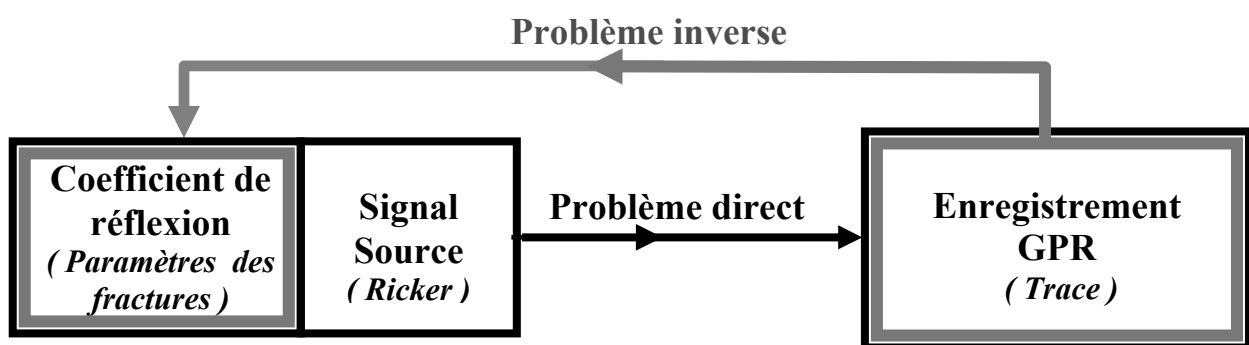 Problème inverse
Coefficient de
réflexion
( Paramètres des
fractures )
Signal
Source
( Ricker )
Problème direct
Enregistrement
GPR
( Trace )